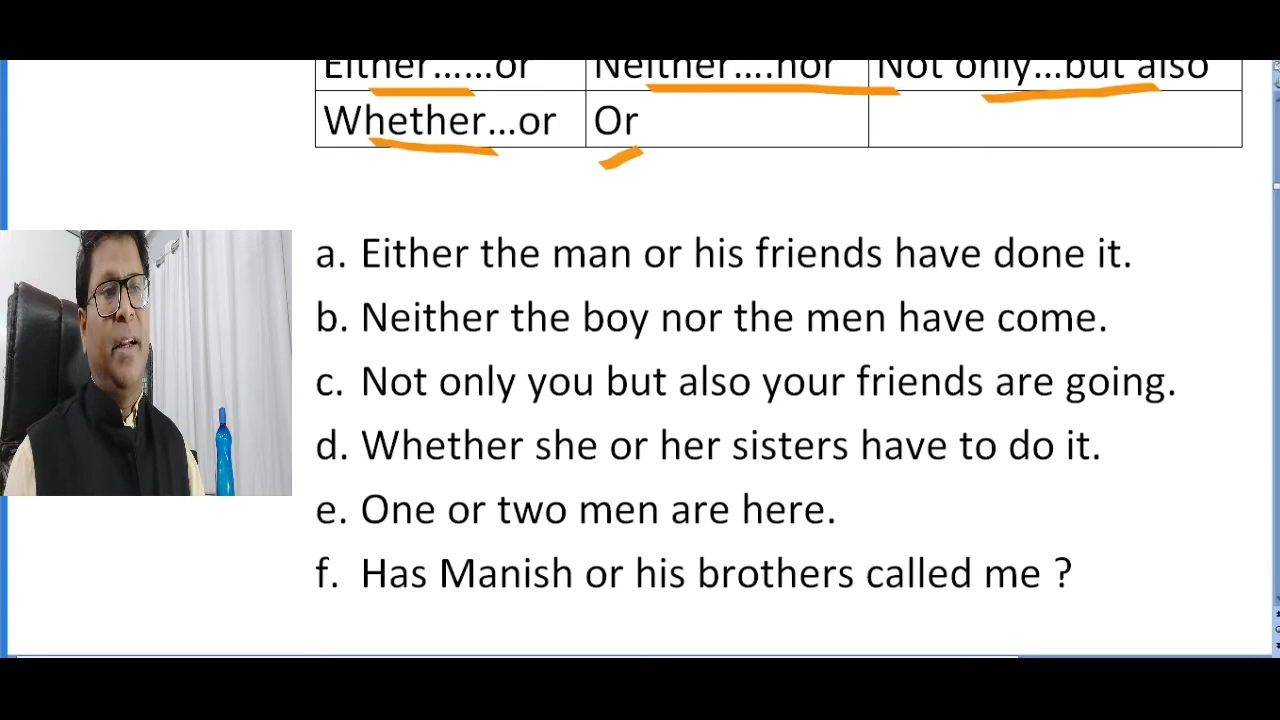 Either......or Neither....nor Not only...but also
Whether...or Or
a. Either the man or his friends have done it.
b. Neither the boy nor the men have come.
c. Not only you but also your friends are going.
d. Whether she or her sisters have to do it.
e. One or two men are here.
f. Has Manish or his brothers called me ?